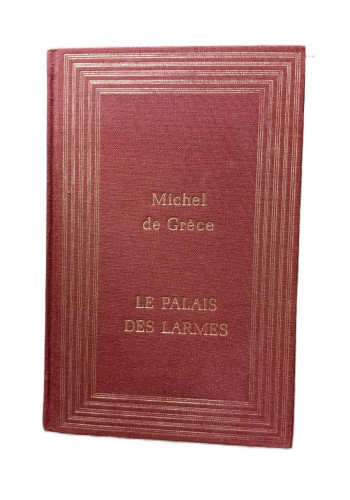 Michel
de Grèce
LE PALAIS
DES LARMES